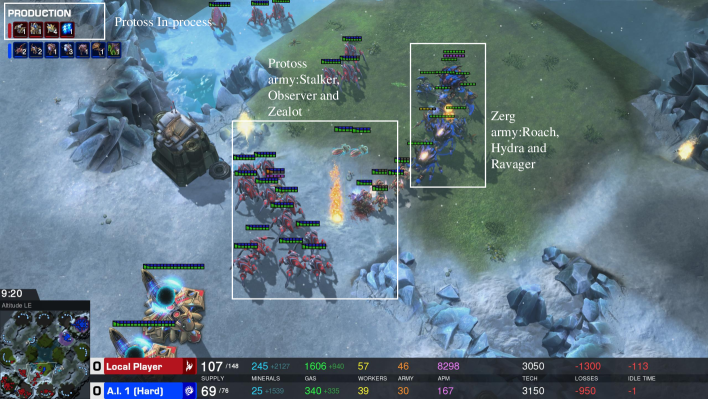 PRODUCTION
Protoss In-process
Protoss
army:Stalker,
Observer and
Zealot
Zerg
army:Roach,
Hydra and
Ravager
9:20
Altitude LE
0 Local Player 107 /148 245 +2127 1606 +940 57 46 8298 3050 -1300 -113
SUPPLY MINERALS GAS WORKERS ARMY APM TECH LOSSES IDLE TIME
0 A.I. 1 (Hard) 69 /76 25 +1539 340 +335 39 30 167 3150 -950 -1